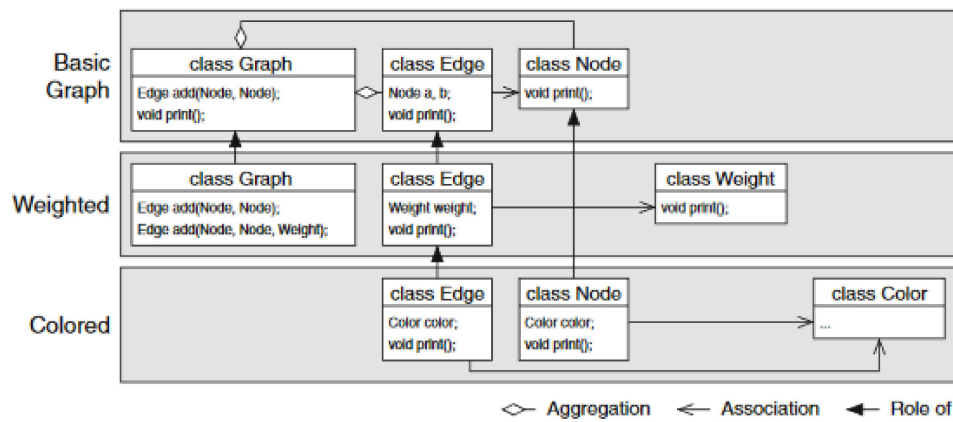 Basic
Graph
class Graph
Edge add(Node, Node);
void print();
class Edge
Node a, b;
void print();
class Node
void print();
Weighted
class Graph
Edge add(Node, Node);
Edge add(Node, Node, Weight);
class Edge
Weight weight;
void print();
class Weight
void print();
Colored
class Edge
Color color;
void print();
class Node
Color color;
void print();
class Color
...
Aggregation
Association
Role of